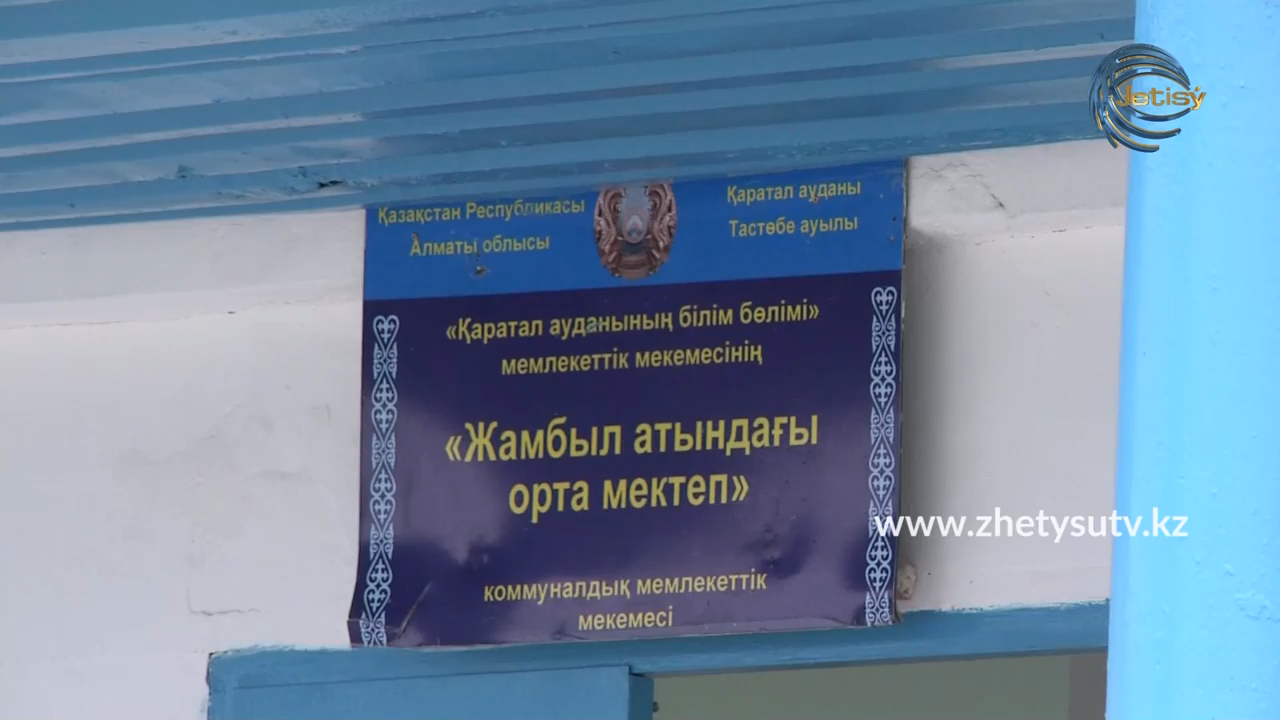 Jetisý
Қазақстан Республикасы
Алматы облысы
Қаратал ауданы
Тастөбе ауылы
«Қаратал ауданының білім бөлімі»
мемлекеттік мекемесінің
«Жамбыл атындағы
орта мектеп»
www.zhetysutv.kz
коммуналдық мемлекеттік
мекемесі